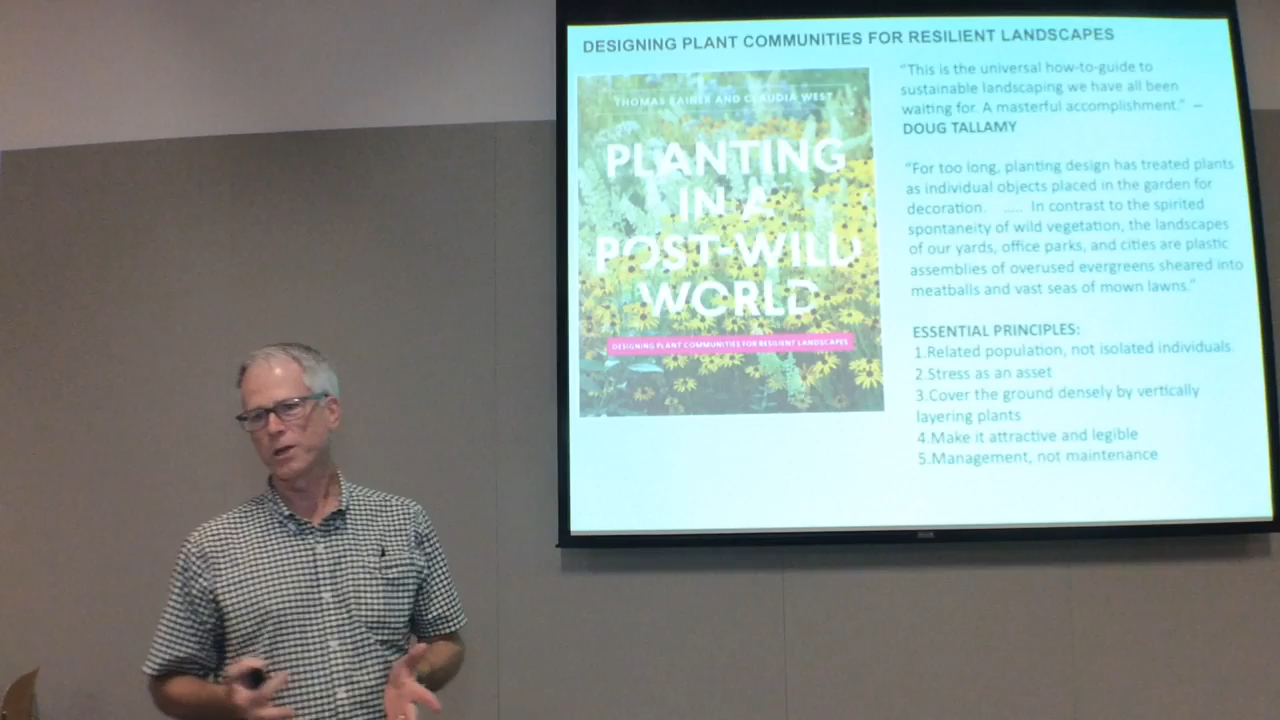 DESIGNING PLANT COMMUNITIES FOR RESILIENT LANDSCAPES
THOMAS RAINER AND CLAUDIA WEST
PLANTING
IN A
POST-WILD
WORLD
DESIGNING PLANT COMMUNITIES FOR RESILIENT LANDSCAPES
“This is the universal how-to-guide to
sustainable landscaping we have all been
waiting for. A masterful accomplishment.” –
DOUG TALLAMY
“For too long, planting design has treated plants
as individual objects placed in the garden for
decoration. ..... In contrast to the spirited
spontaneity of wild vegetation, the landscapes
of our yards, office parks, and cities are plastic
assemblies of overused evergreens sheared into
meatballs and vast seas of mown lawns.”
ESSENTIAL PRINCIPLES:
1.Related population, not isolated individuals.
2.Stress as an asset
3.Cover the ground densely by vertically
layering plants
4.Make it attractive and legible
5.Management, not maintenance